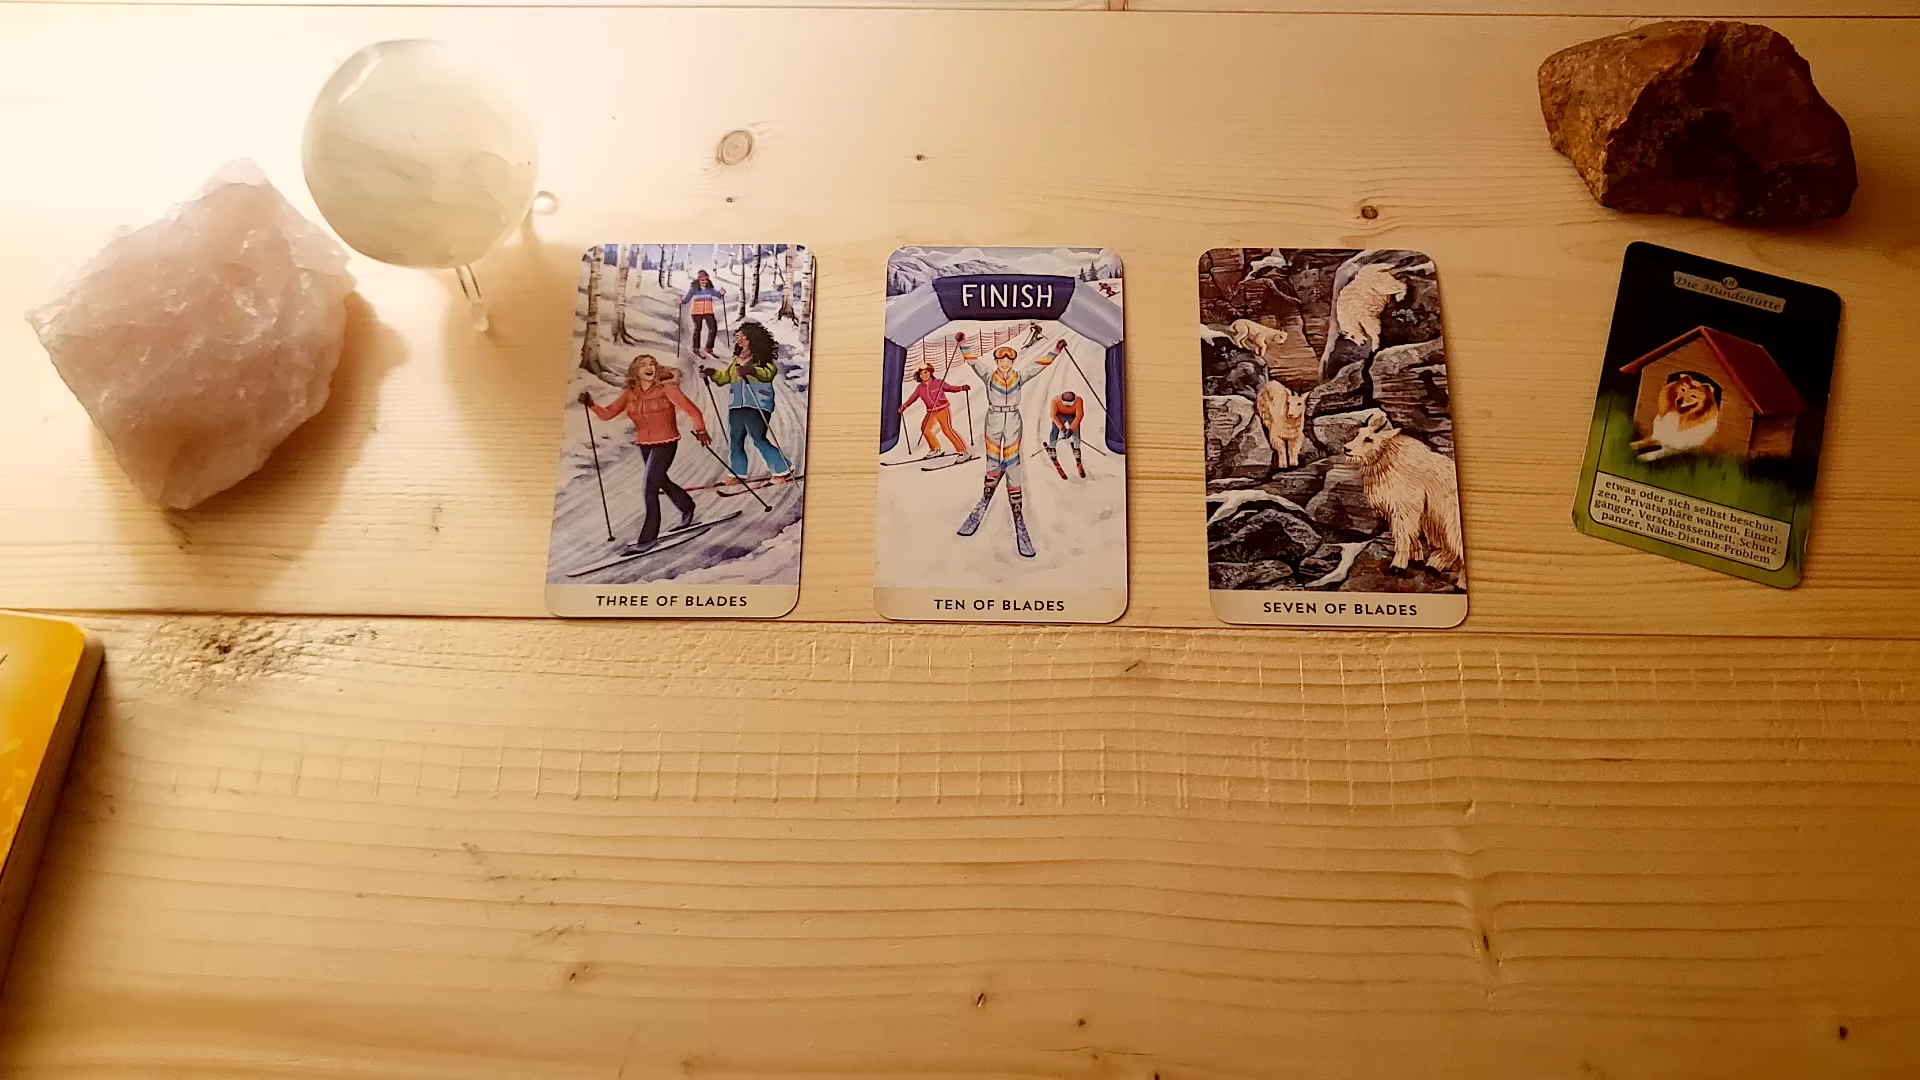 THREE OF BLADES
FINISH
TEN OF BLADES
SEVEN OF BLADES
18
Die Hundehütte
etwas oder sich selbst beschüt-
zen, Privatsphäre wahren, Einzel-
gänger, Verschlossenheit, Schutz-
panzer, Nähe-Distanz-Problem